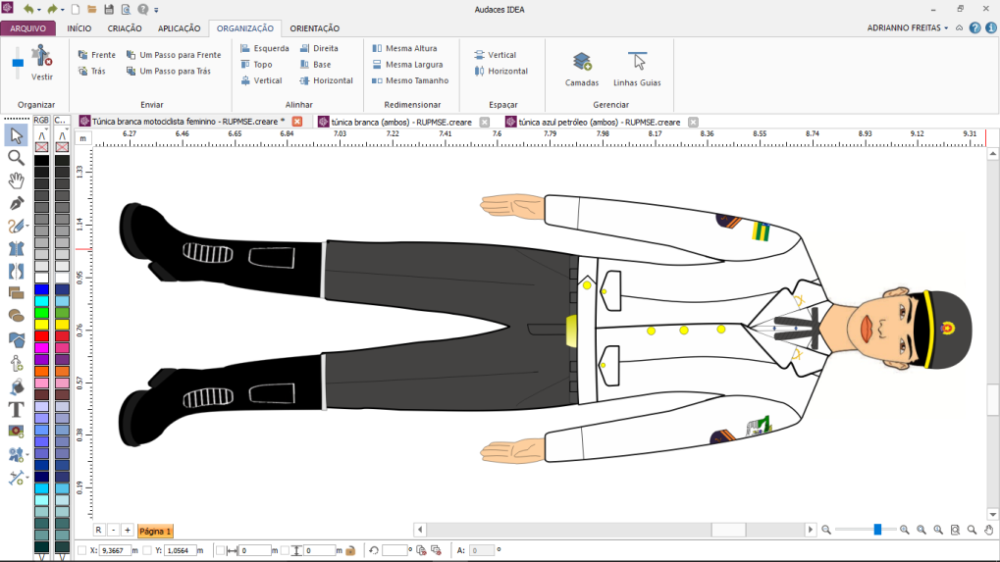 Audaces IDEA
ARQUIVO INÍCIO CRIAÇÃO APLICAÇÃO ORGANIZAÇÃO ORIENTAÇÃO ADRIANNO FREITAS
Frente Um Passo para Frente Esquerda Direita Mesma Altura Vertical
Trás Um Passo para Trás Topo Base Mesma Largura Horizontal
Vertical Horizontal Mesmo Tamanho
Vestir Camadas Linhas Guias
Organizar Enviar Alinhar Redimensionar Espaçar Gerenciar
RGB C.. Túnica branca motociclista feminino - RUPMSE.creare * túnica branca (ambos) - RUPMSE.creare túnica azul petróleo (ambos) - RUPMSE.creare
m 6.27 6.46 6.65 6.84 7.03 7.22 7.41 7.6 7.79 7.98 8.17 8.36 8.55 8.74 8.93 9.12 9.31
1.33
1.14
0.95
0.76
0.57
0.38
0.19
R - + Página 1
X: 9,3667 m Y: 1,0564 m 0 m 0 m ° A: 0 °